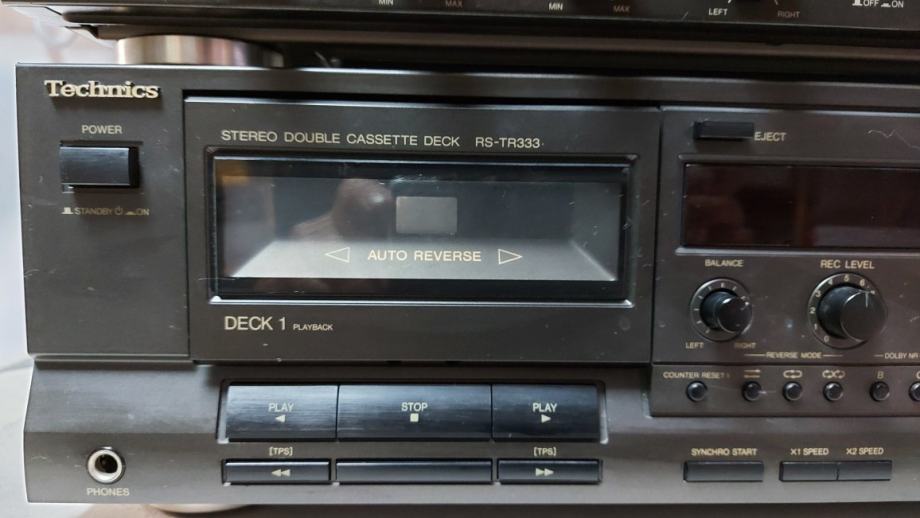 MIN MAX MIN MAX LEFT RIGHT OFF ON
Technics
POWER
STANDBY ON
STEREO DOUBLE CASSETTE DECK RS-TR333
AUTO REVERSE
DECK 1 PLAYBACK
EJECT
BALANCE REC LEVEL
LEFT RIGHT
REVERSE MODE DOLBY NR
COUNTER RESET B
PLAY STOP PLAY
[TPS] [TPS]
SYNCHRO START X1 SPEED X2 SPEED
PHONES